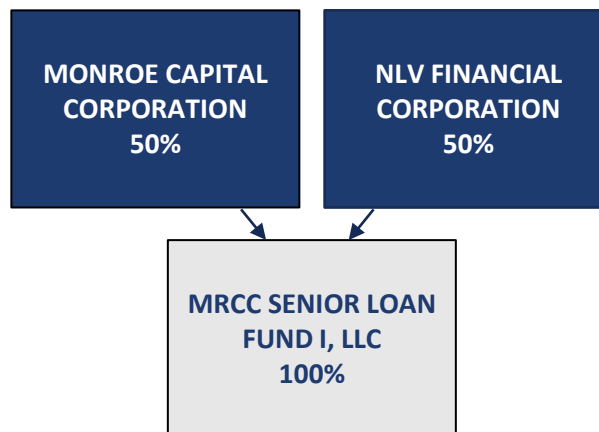 MONROE CAPITAL
CORPORATION
50%
NLV FINANCIAL
CORPORATION
50%
MRCC SENIOR LOAN
FUND I, LLC
100%